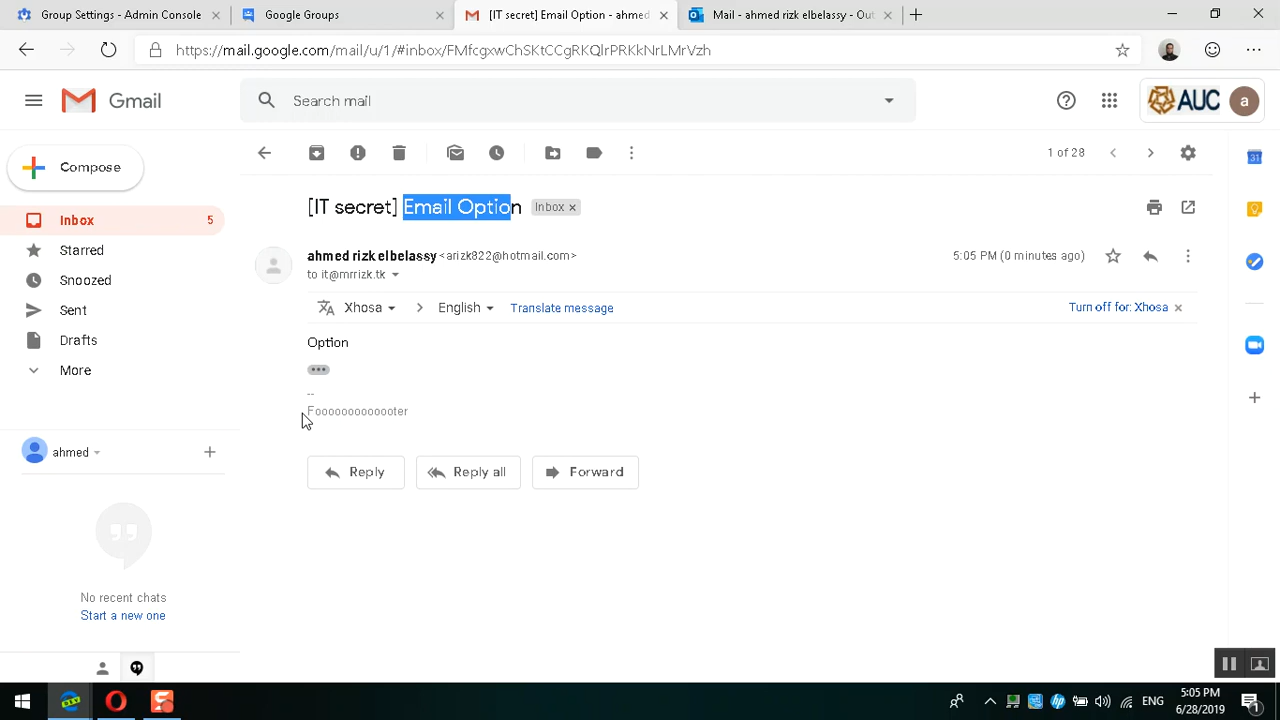 Group Settings - Admin Console
Google Groups
[IT secret] Email Option - ahmed
Mail - ahmed rizk elbelassy - Out
https://mail.google.com/mail/u/1/#inbox/FMfcgxwChSKtCCgRKQlrPRKkNrLMrVzh
Gmail
Search mail
AUC
a
Compose
1 of 28
31
[IT secret] Email Option
Inbox
Inbox
5
ahmed rizk elbelassy <arizk822@hotmail.com>
5:05 PM (0 minutes ago)
Starred
to it@mrrizk.tk
Snoozed
Xhosa > English Translate message
Turn off for: Xhosa
Sent
Drafts
Option
More
--
Foooooooooooter
ahmed
Reply
Reply all
Forward
No recent chats
Start a new one
ENG
5:05 PM
6/28/2019
1